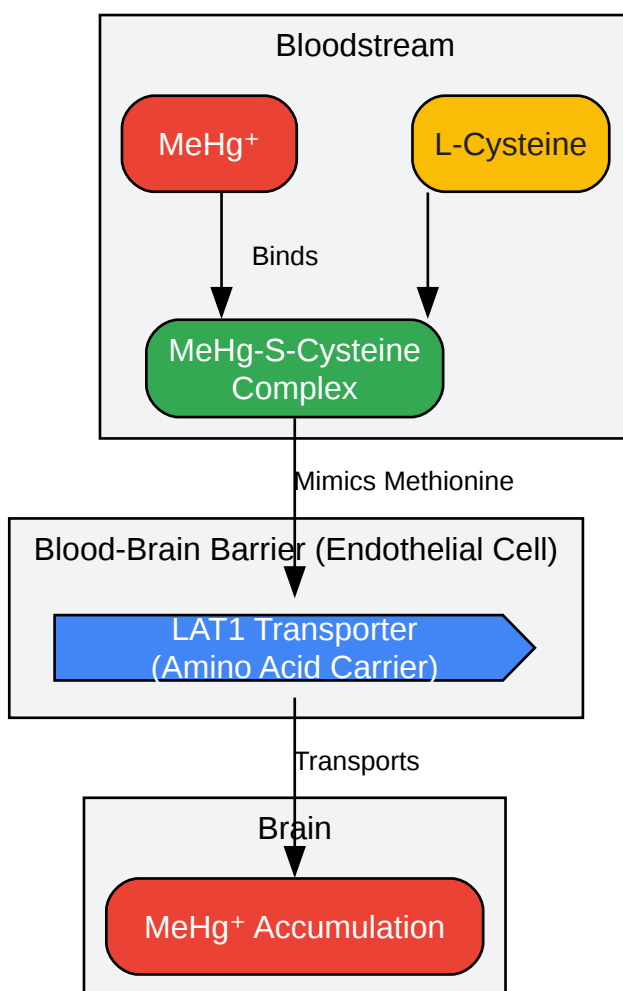 Bloodstream
MeHg⁺
L-Cysteine
Binds
MeHg-S-Cysteine
Complex
Mimics Methionine
Blood-Brain Barrier (Endothelial Cell)
LAT1 Transporter
(Amino Acid Carrier)
Transports
Brain
MeHg⁺ Accumulation